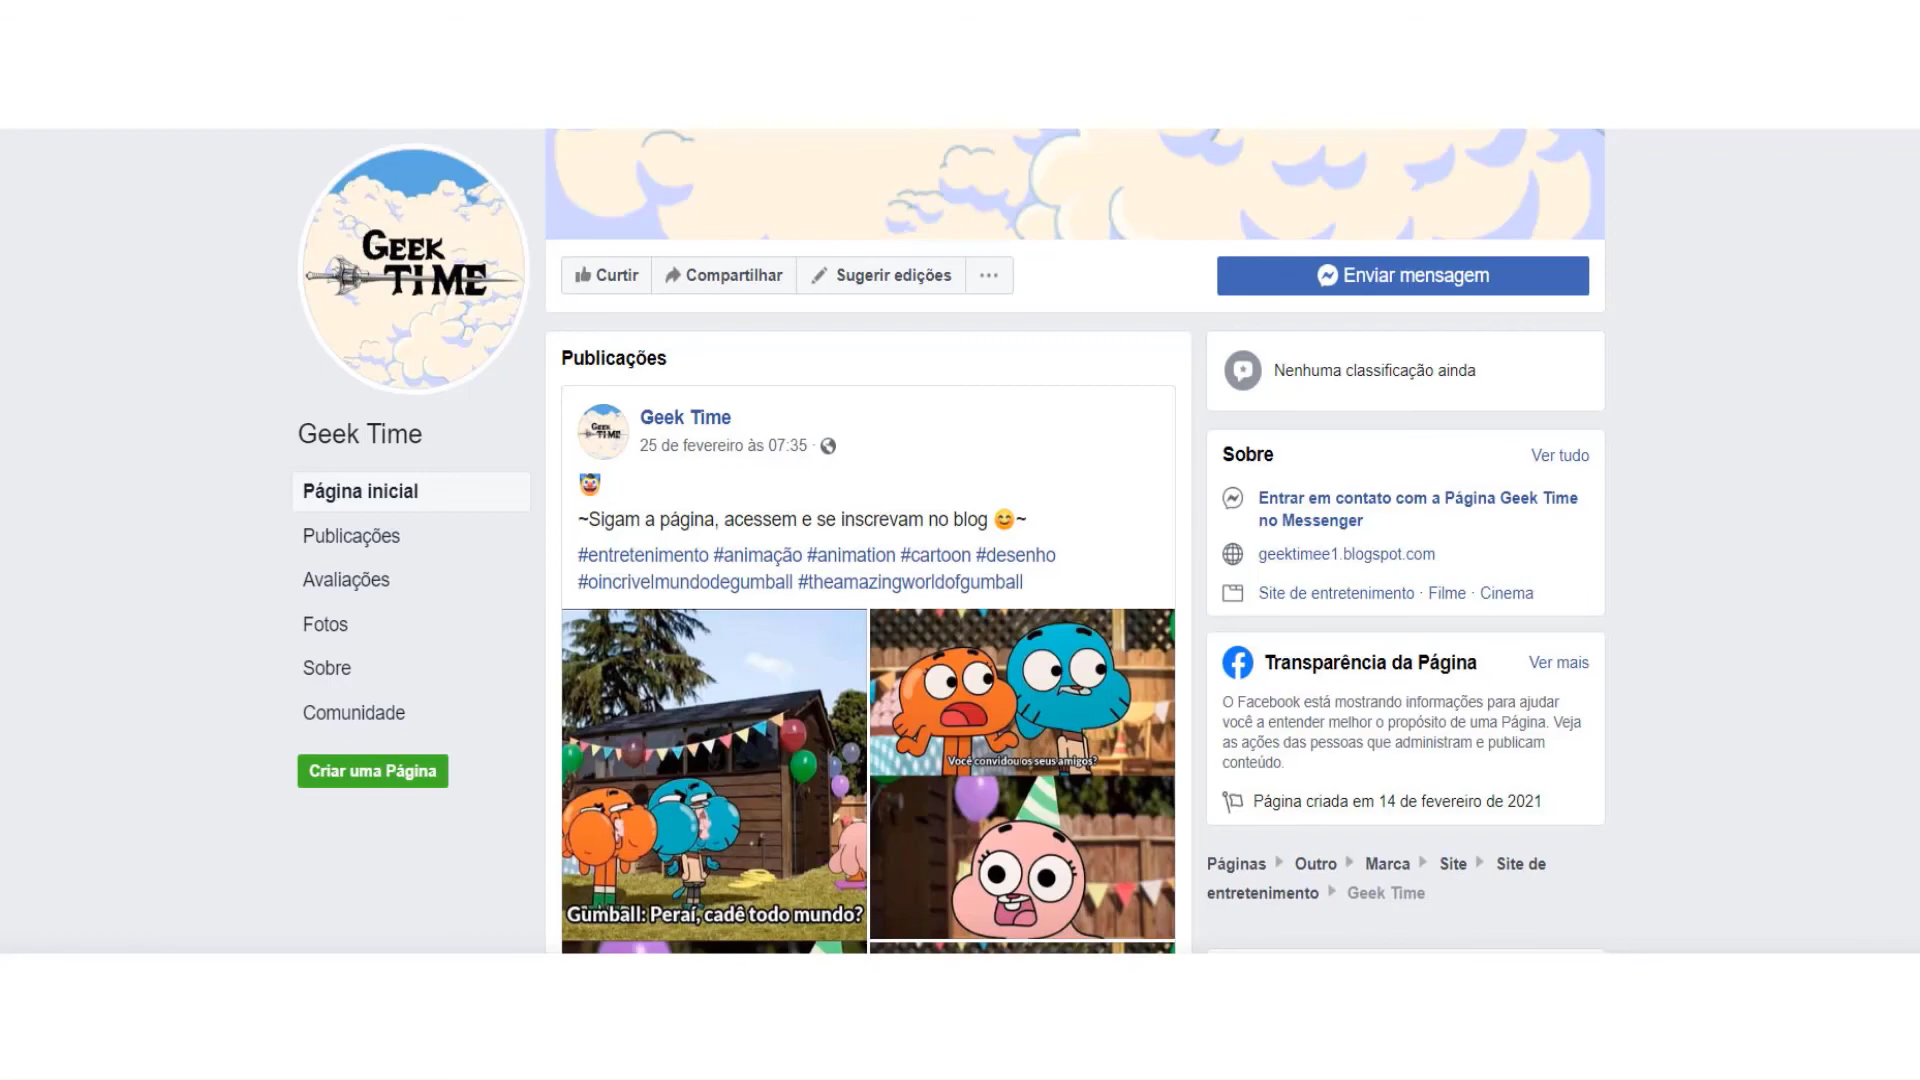 GEEK
TIME
Geek Time
Página inicial
Publicações
Avaliações
Fotos
Sobre
Comunidade
Criar uma Página
Curtir
Compartilhar
Sugerir edições
Enviar mensagem
Publicações
GEEK
TIME
Geek Time
25 de fevereiro às 07:35 ·
~Sigam a página, acessem e se inscrevam no blog 😊~
#entretenimento #animação #animation #cartoon #desenho
#oincrivelmundodegumball #theamazingworldofgumball
Gumball: Peraí, cadê todo mundo?
Você convidou os seus amigos?
Nenhuma classificação ainda
Sobre
Ver tudo
Entrar em contato com a Página Geek Time
no Messenger
geektimee1.blogspot.com
Site de entretenimento · Filme · Cinema
Transparência da Página
Ver mais
O Facebook está mostrando informações para ajudar
você a entender melhor o propósito de uma Página. Veja
as ações das pessoas que administram e publicam
conteúdo.
Página criada em 14 de fevereiro de 2021
Páginas Outro Marca Site Site de
entretenimento Geek Time